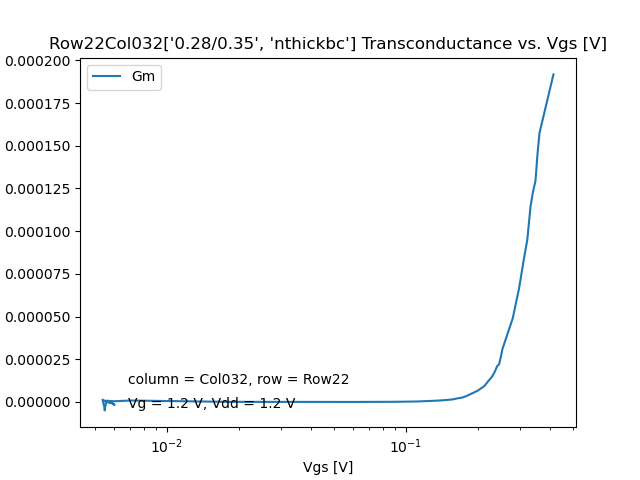 Row22Col032['0.28/0.35', 'nthickbc'] Transconductance vs. Vgs [V]
Gm
0.000200
0.000175
0.000150
0.000125
0.000100
0.000075
0.000050
0.000025
0.000000
column = Col032, row = Row22
Vg = 1.2 V, Vdd = 1.2 V
10⁻²
10⁻¹
Vgs [V]